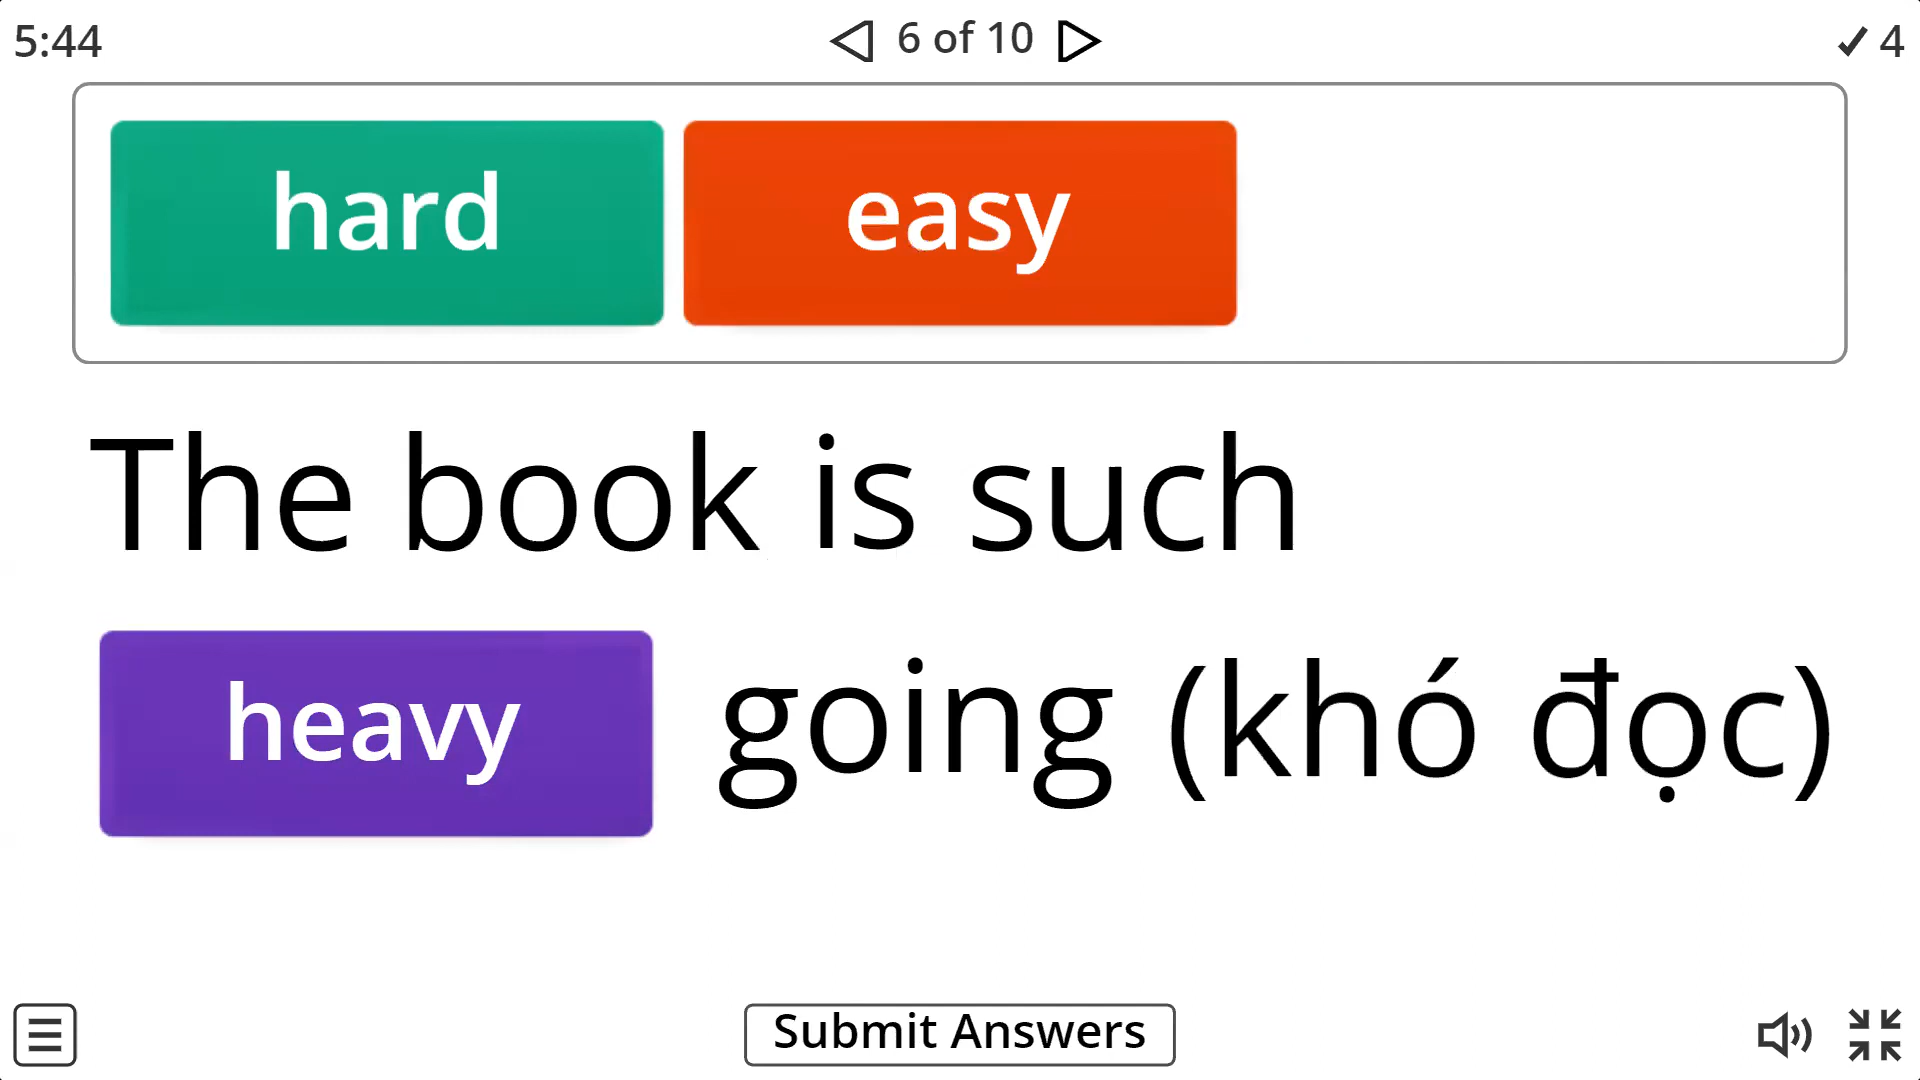 5:44
6 of 10
✓ 4
hard easy
The book is such
heavy going (khó đọc)
Submit Answers